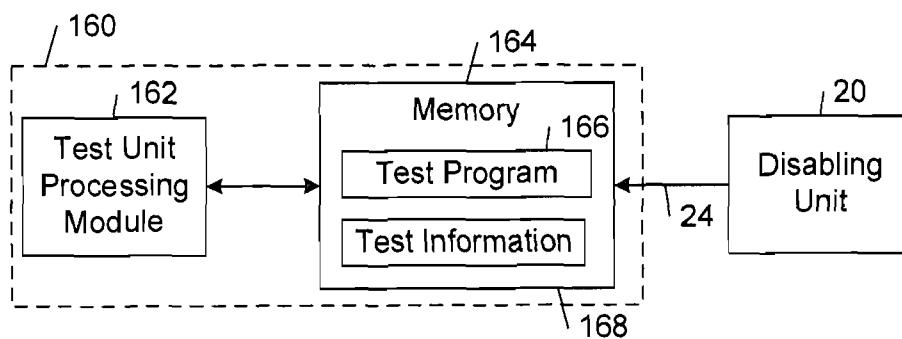 160
164
162
20
Memory
166
Test Unit
Processing
Module
Test Program
Disabling
Unit
24
Test Information
168